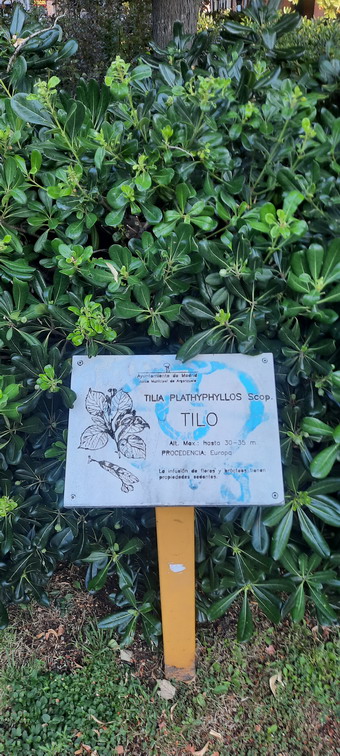 Ayuntamiento de Madrid
TILIA PLATHYPHYLLOS Scop.
TILO
Alt. Max.: hasta 30-35 m.
PROCEDENCIA: Europa
La infusión de flores y brácteas tienen
propiedades sedantes